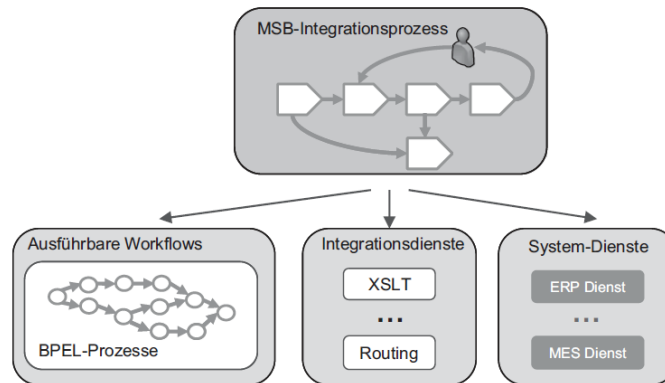 MSB-Integrationsprozess
Ausführbare Workflows
BPEL-Prozesse
Integrationsdienste
XSLT
...
Routing
System-Dienste
ERP Dienst
...
MES Dienst